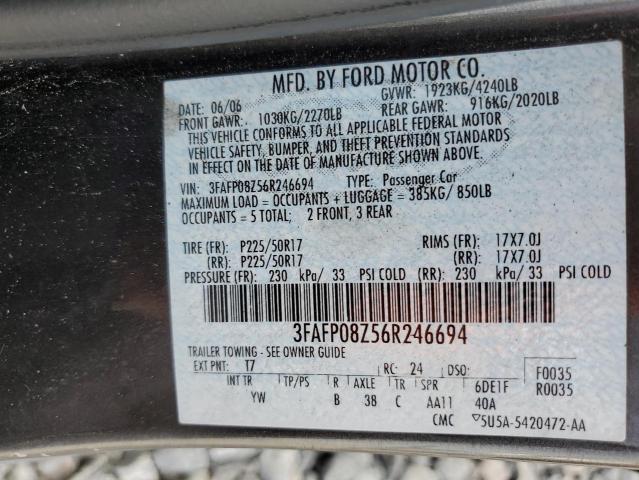 MFD. BY FORD MOTOR CO.
DATE: 06/06 GVWR: 1923KG/4240LB
FRONT GAWR: 1030KG/2270LB REAR GAWR: 916KG/2020LB
THIS VEHICLE CONFORMS TO ALL APPLICABLE FEDERAL MOTOR
VEHICLE SAFETY, BUMPER, AND THEFT PREVENTION STANDARDS
IN EFFECT ON THE DATE OF MANUFACTURE SHOWN ABOVE.
VIN: 3FAFP08Z56R246694 TYPE: Passenger Car
MAXIMUM LOAD = OCCUPANTS + LUGGAGE = 385KG/ 850LB
OCCUPANTS = 5 TOTAL; 2 FRONT, 3 REAR
TIRE (FR): P225/50R17 RIMS (FR): 17X7.0J
(RR): P225/50R17 (RR): 17X7.0J
PRESSURE (FR): 230 kPa/ 33 PSI COLD (RR): 230 kPa/ 33 PSI COLD
3FAFP08Z56R246694
TRAILER TOWING - SEE OWNER GUIDE
EXT PNT: T7 RC: 24 DSO: F0035
INT TR TP/PS R AXLE TR SPR 6DE1F R0035
YW B 38 C AA11 40A
CMC ▽5U5A-5420472-AA